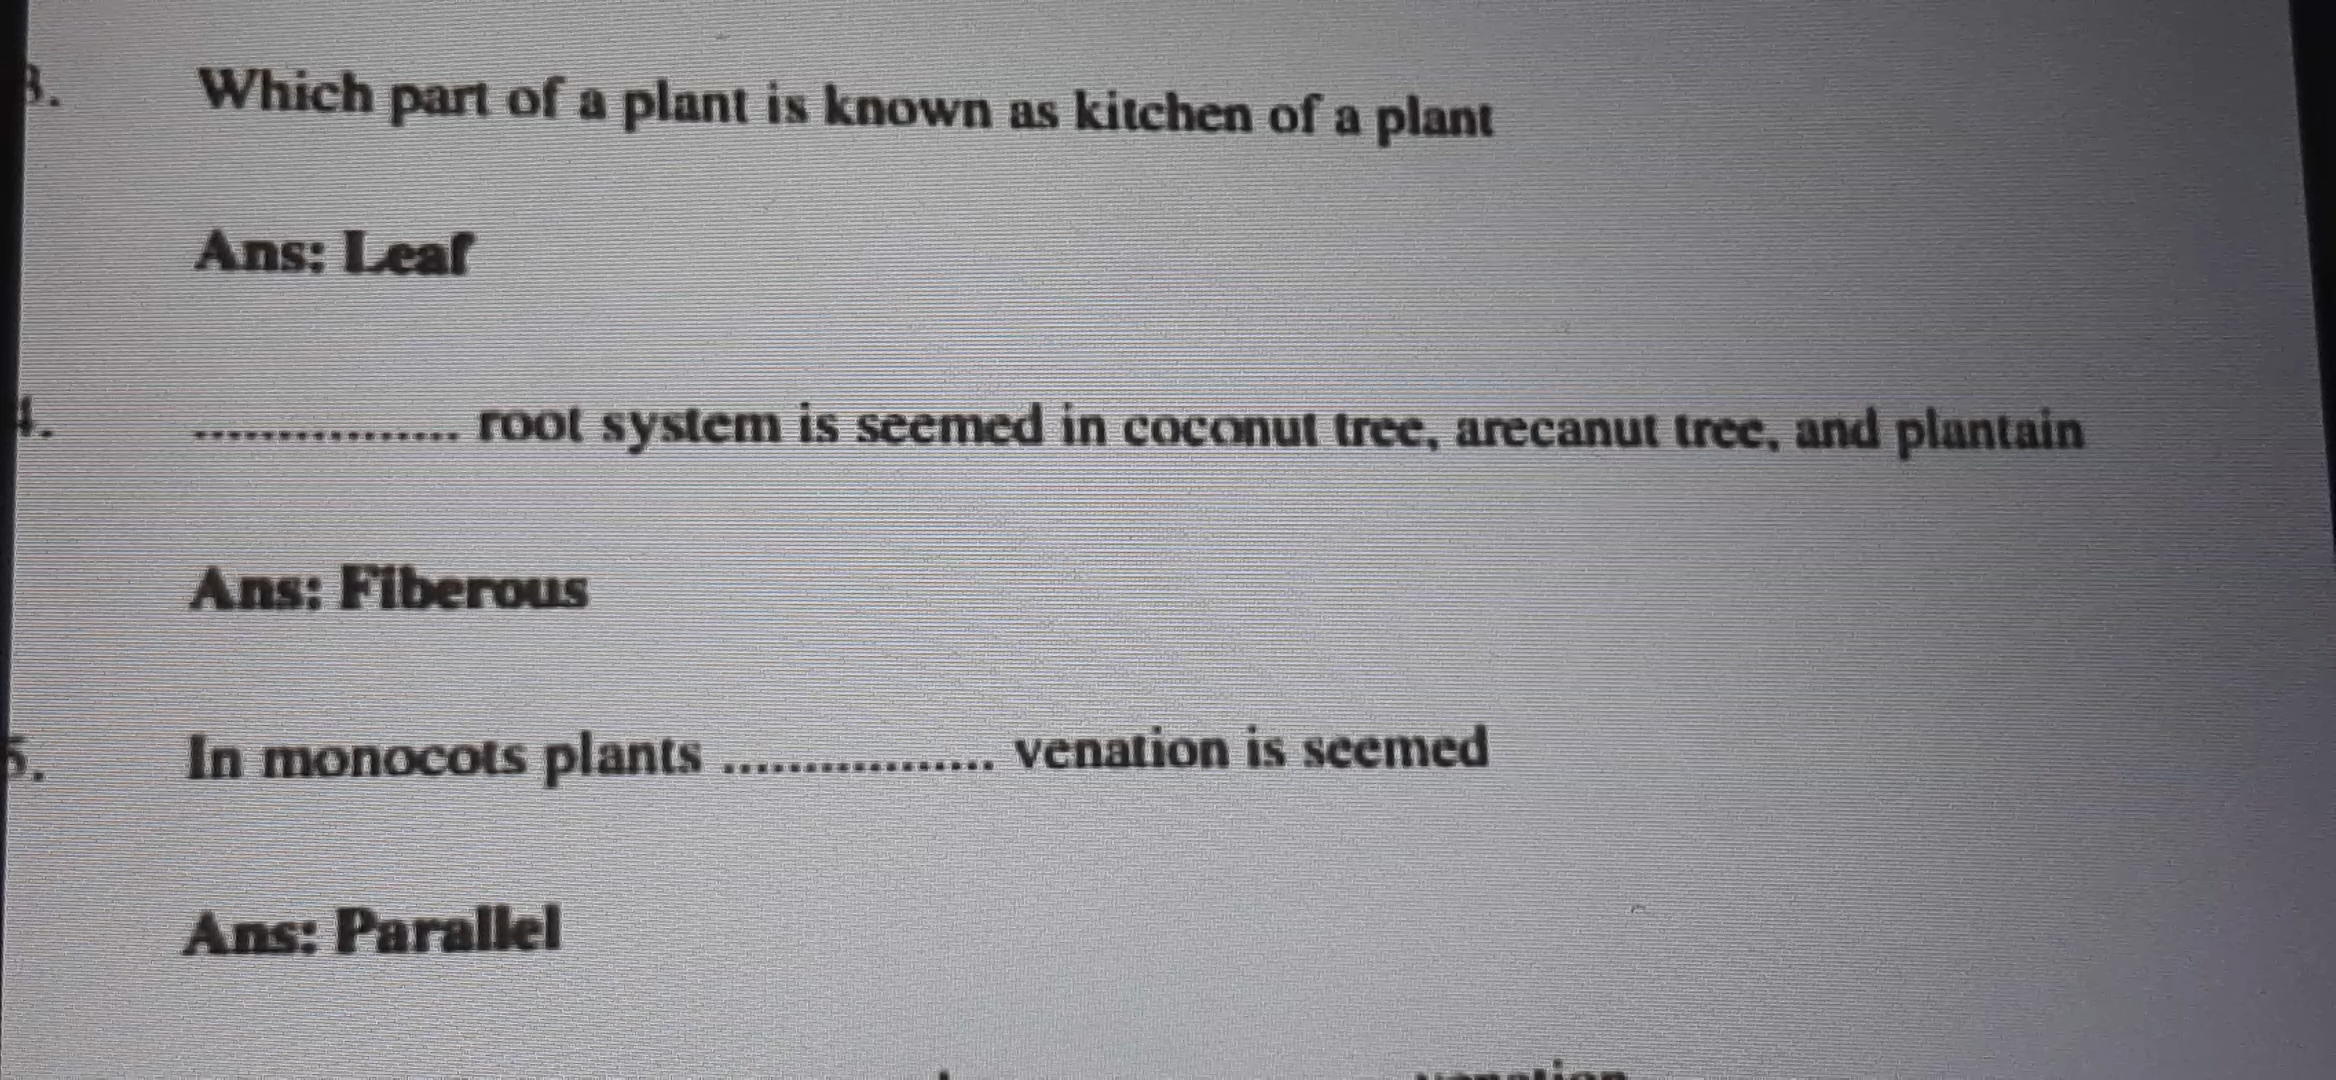 3. Which part of a plant is known as kitchen of a plant
Ans: Leaf
4. ................ root system is seemed in coconut tree, arecanut tree, and plantain
Ans: Fiberous
5. In monocots plants ................ venation is seemed
Ans: Parallel
venation